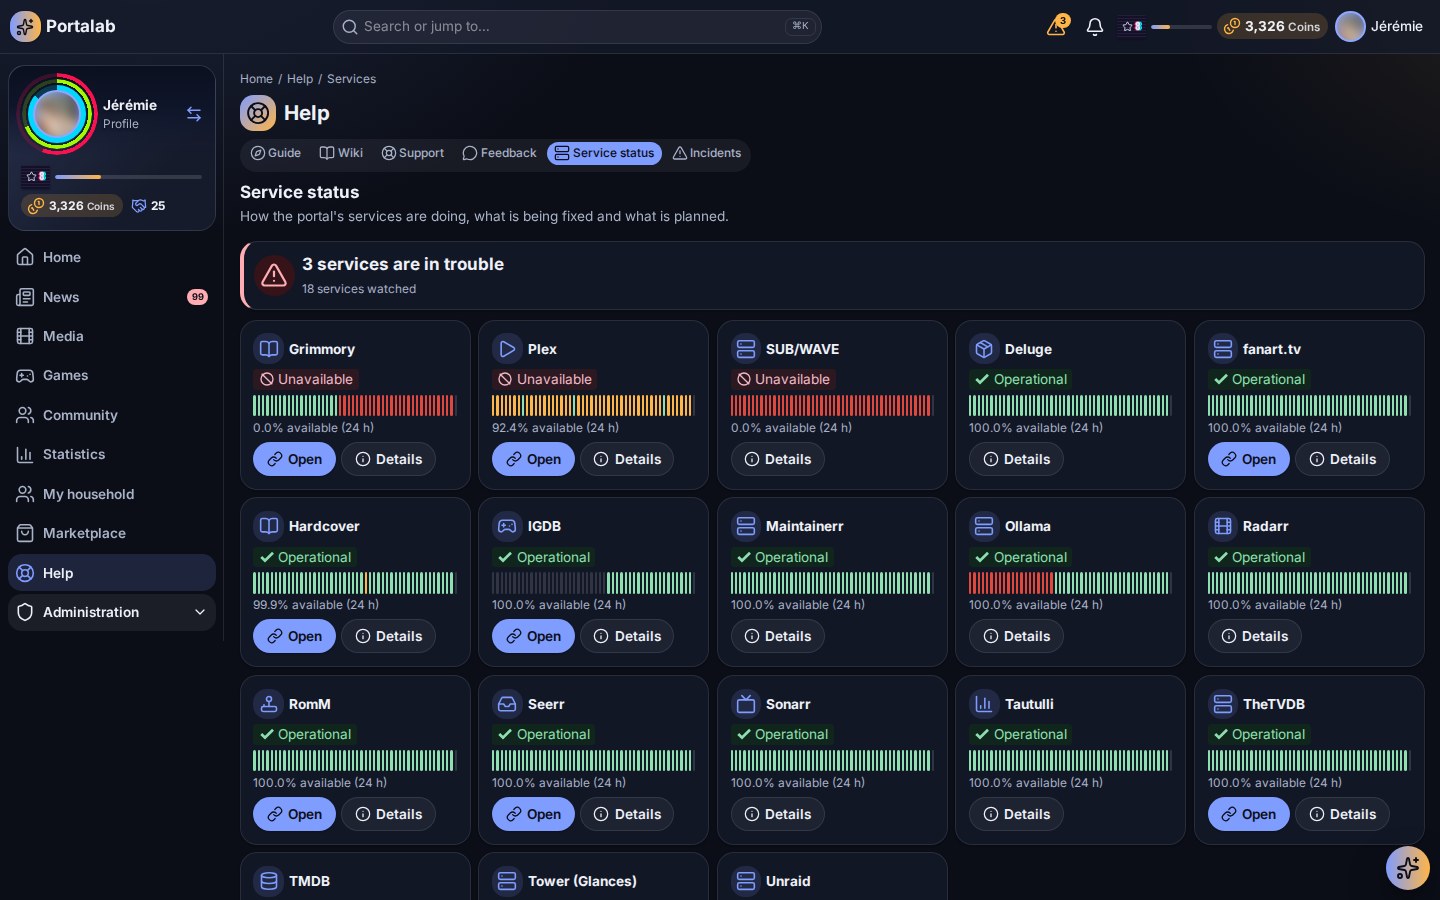 Portalab
Search or jump to...
⌘K
3
3,326 Coins
Jérémie
Jérémie
Profile
3,326 Coins
25
Home
News
99
Media
Games
Community
Statistics
My household
Marketplace
Help
Administration
Home / Help / Services
Help
Guide
Wiki
Support
Feedback
Service status
Incidents
Service status
How the portal's services are doing, what is being fixed and what is planned.
3 services are in trouble
18 services watched
Grimmory
Unavailable
0.0% available (24 h)
Open
Details
Plex
Unavailable
92.4% available (24 h)
Open
Details
SUB/WAVE
Unavailable
0.0% available (24 h)
Details
Deluge
Operational
100.0% available (24 h)
Details
fanart.tv
Operational
100.0% available (24 h)
Open
Details
Hardcover
Operational
99.9% available (24 h)
Open
Details
IGDB
Operational
100.0% available (24 h)
Open
Details
Maintainerr
Operational
100.0% available (24 h)
Details
Ollama
Operational
100.0% available (24 h)
Details
Radarr
Operational
100.0% available (24 h)
Details
RomM
Operational
100.0% available (24 h)
Open
Details
Seerr
Operational
100.0% available (24 h)
Open
Details
Sonarr
Operational
100.0% available (24 h)
Details
Tautulli
Operational
100.0% available (24 h)
Details
TheTVDB
Operational
100.0% available (24 h)
Open
Details
TMDB
Tower (Glances)
Unraid